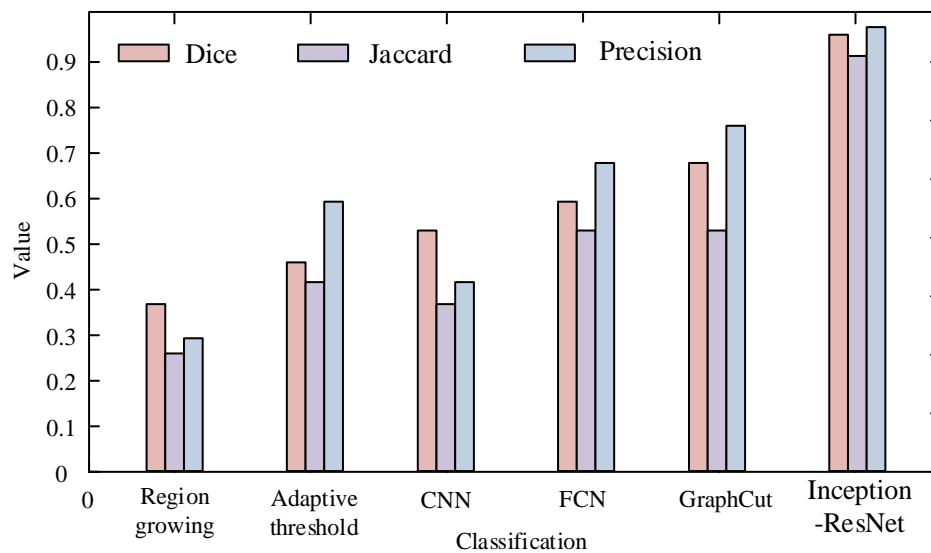 Dice Jaccard Precision
0.9
0.8
0.7
0.6
0.5
0.4
0.3
0.2
0.1
0
Value
0
Region
growing
Adaptive
threshold
CNN
FCN
GraphCut
Inception
-ResNet
Classification